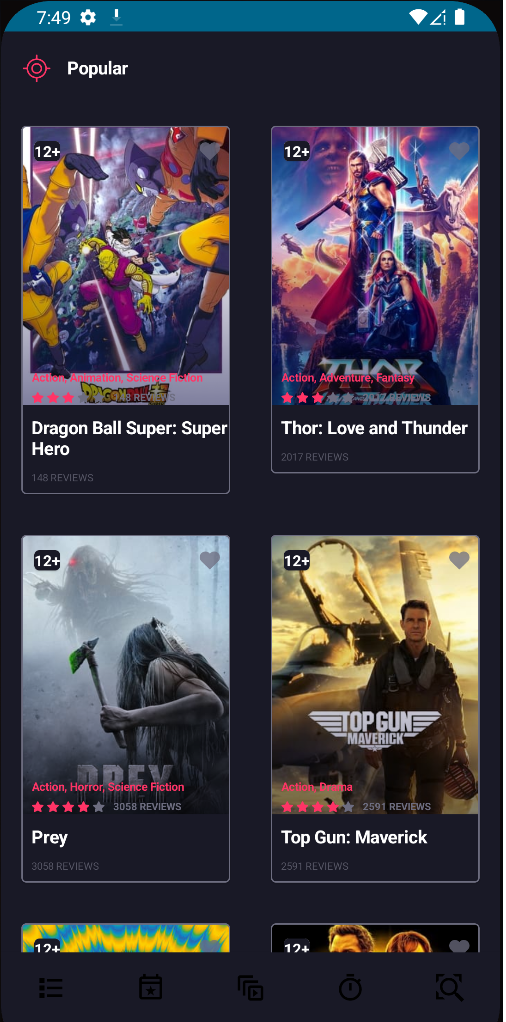 7:49
Popular
12+
Action, Animation, Science Fiction
148 REVIEWS
Dragon Ball Super: Super
Hero
148 REVIEWS
12+
THOR
Action, Adventure, Fantasy
2017 REVIEWS
Thor: Love and Thunder
2017 REVIEWS
12+
PREY
Action, Horror, Science Fiction
3058 REVIEWS
Prey
3058 REVIEWS
12+
TOP GUN
MAVERICK
Action, Drama
2591 REVIEWS
Top Gun: Maverick
2591 REVIEWS
12+
12+